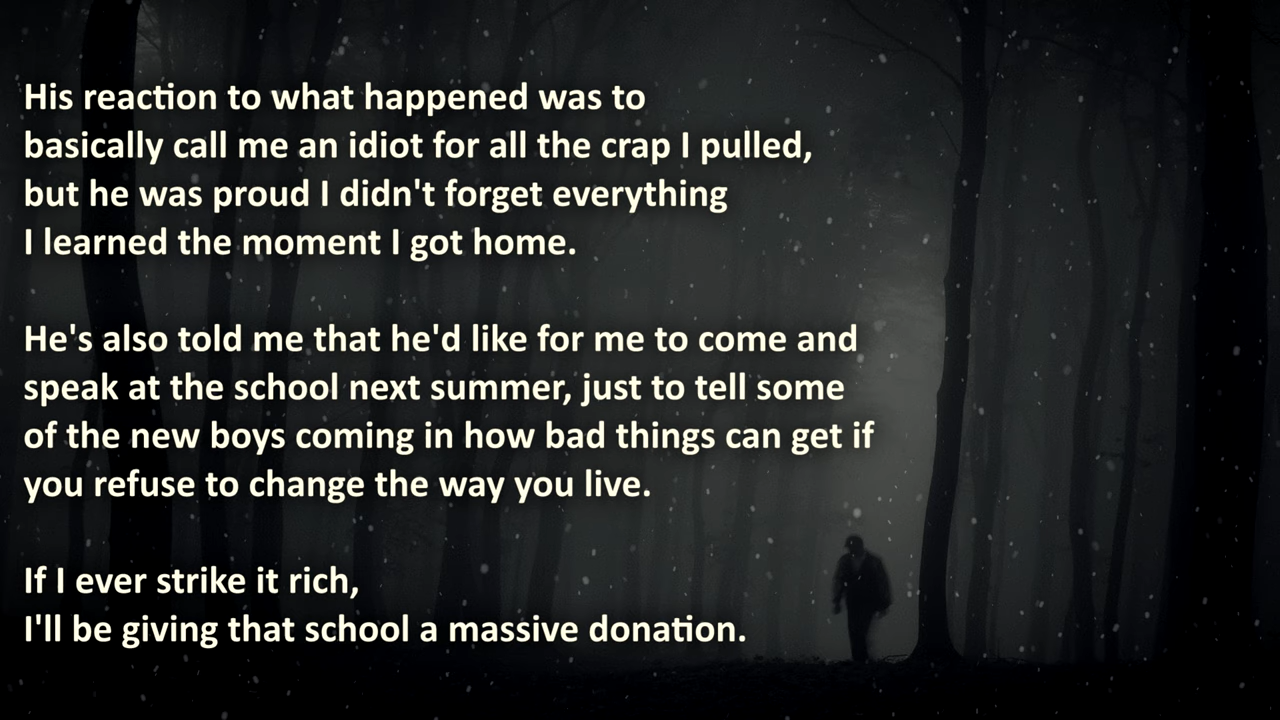 His reaction to what happened was to
basically call me an idiot for all the crap I pulled,
but he was proud I didn't forget everything
I learned the moment I got home.
He's also told me that he'd like for me to come and
speak at the school next summer, just to tell some
of the new boys coming in how bad things can get if
you refuse to change the way you live.
If I ever strike it rich,
I'll be giving that school a massive donation.